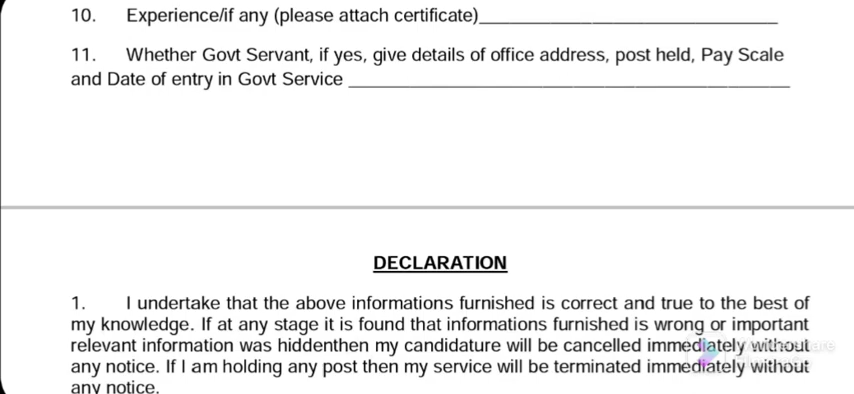 10. Experience/if any (please attach certificate)______________________________
11. Whether Govt Servant, if yes, give details of office address, post held, Pay Scale
and Date of entry in Govt Service ____________________________________________
DECLARATION
1. I undertake that the above informations furnished is correct and true to the best of
my knowledge. If at any stage it is found that informations furnished is wrong or important
relevant information was hiddenthen my candidature will be cancelled immediately without
any notice. If I am holding any post then my service will be terminated immediately without
any notice.